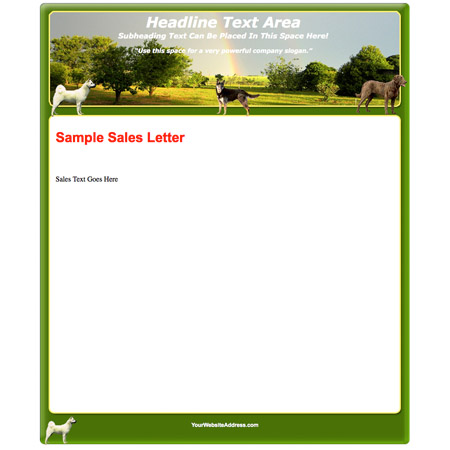 Headline Text Area
Subheading Text Can Be Placed In This Space Here!
"Use this space for a very powerful company slogan."
Sample Sales Letter
Sales Text Goes Here
YourWebsiteAddress.com